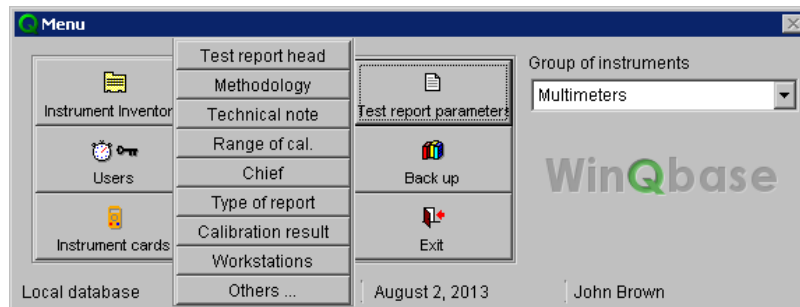 Menu
Instrument Inventor
Users
Instrument cards
Test report head
Methodology
Technical note
Range of cal.
Chief
Type of report
Calibration result
Workstations
Others ...
Test report parameters
Back up
Exit
Group of instruments
Multimeters
WinQbase
Local database
August 2, 2013
John Brown